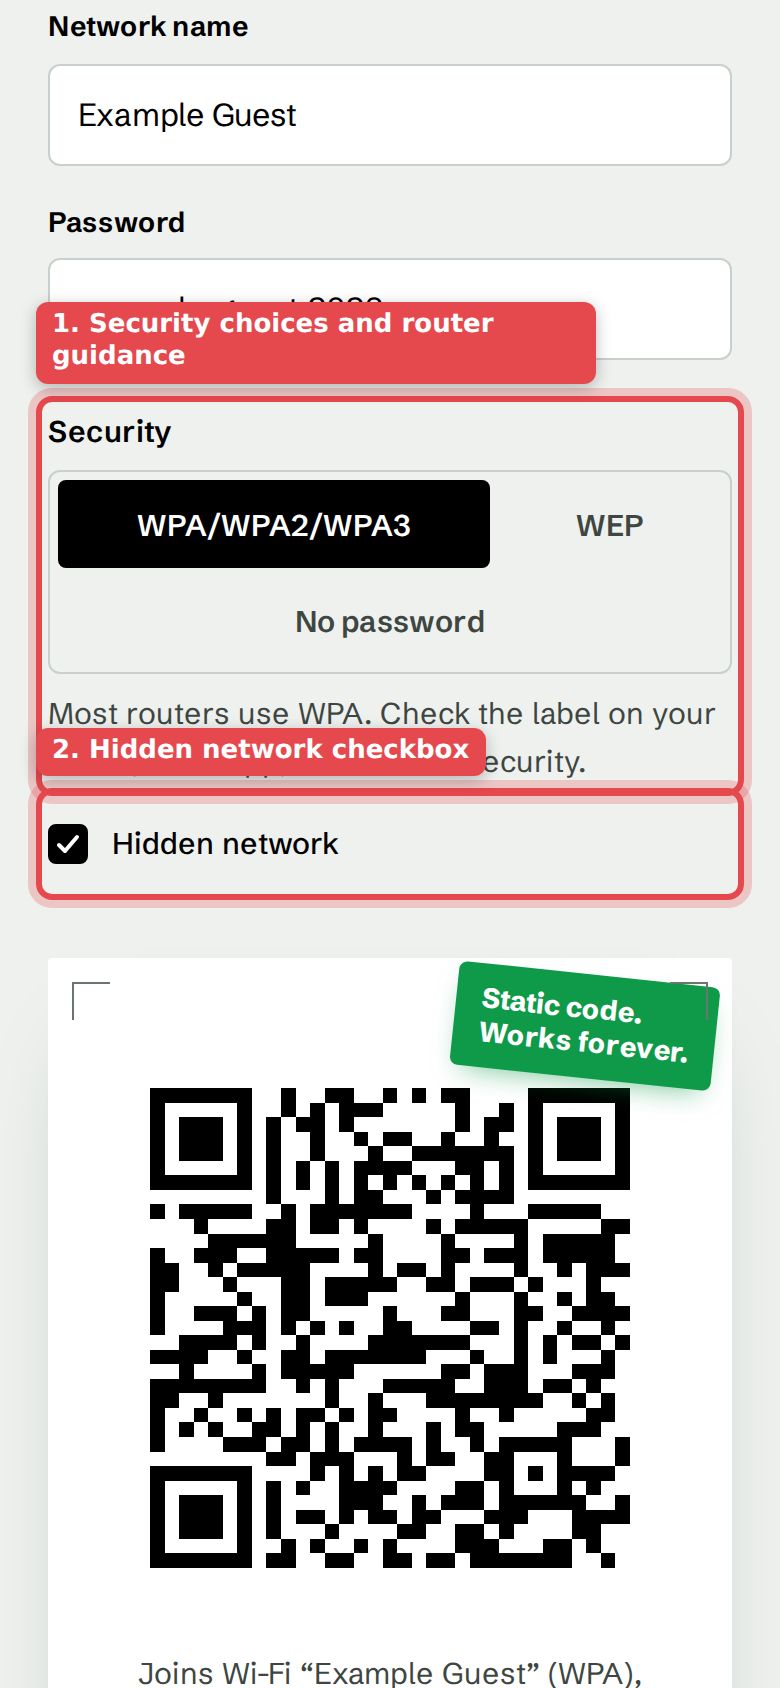 Network name
Example Guest
Password
1. Security choices and router
guidance
Security
WPA/WPA2/WPA3
WEP
No password
Most routers use WPA. Check the label on your
2. Hidden network checkbox
ecurity.
Hidden network
Static code.
Works forever.
Joins Wi-Fi “Example Guest” (WPA),